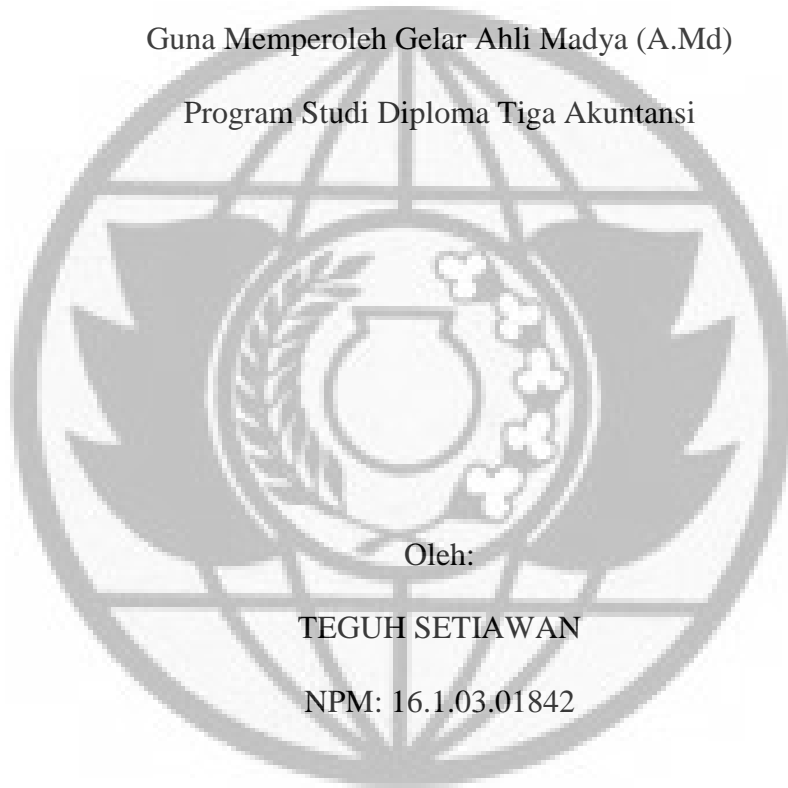 Guna Memperoleh Gelar Ahli Madya (A.Md)
Program Studi Diploma Tiga Akuntansi
Oleh:
TEGUH SETIAWAN
NPM: 16.1.03.01842